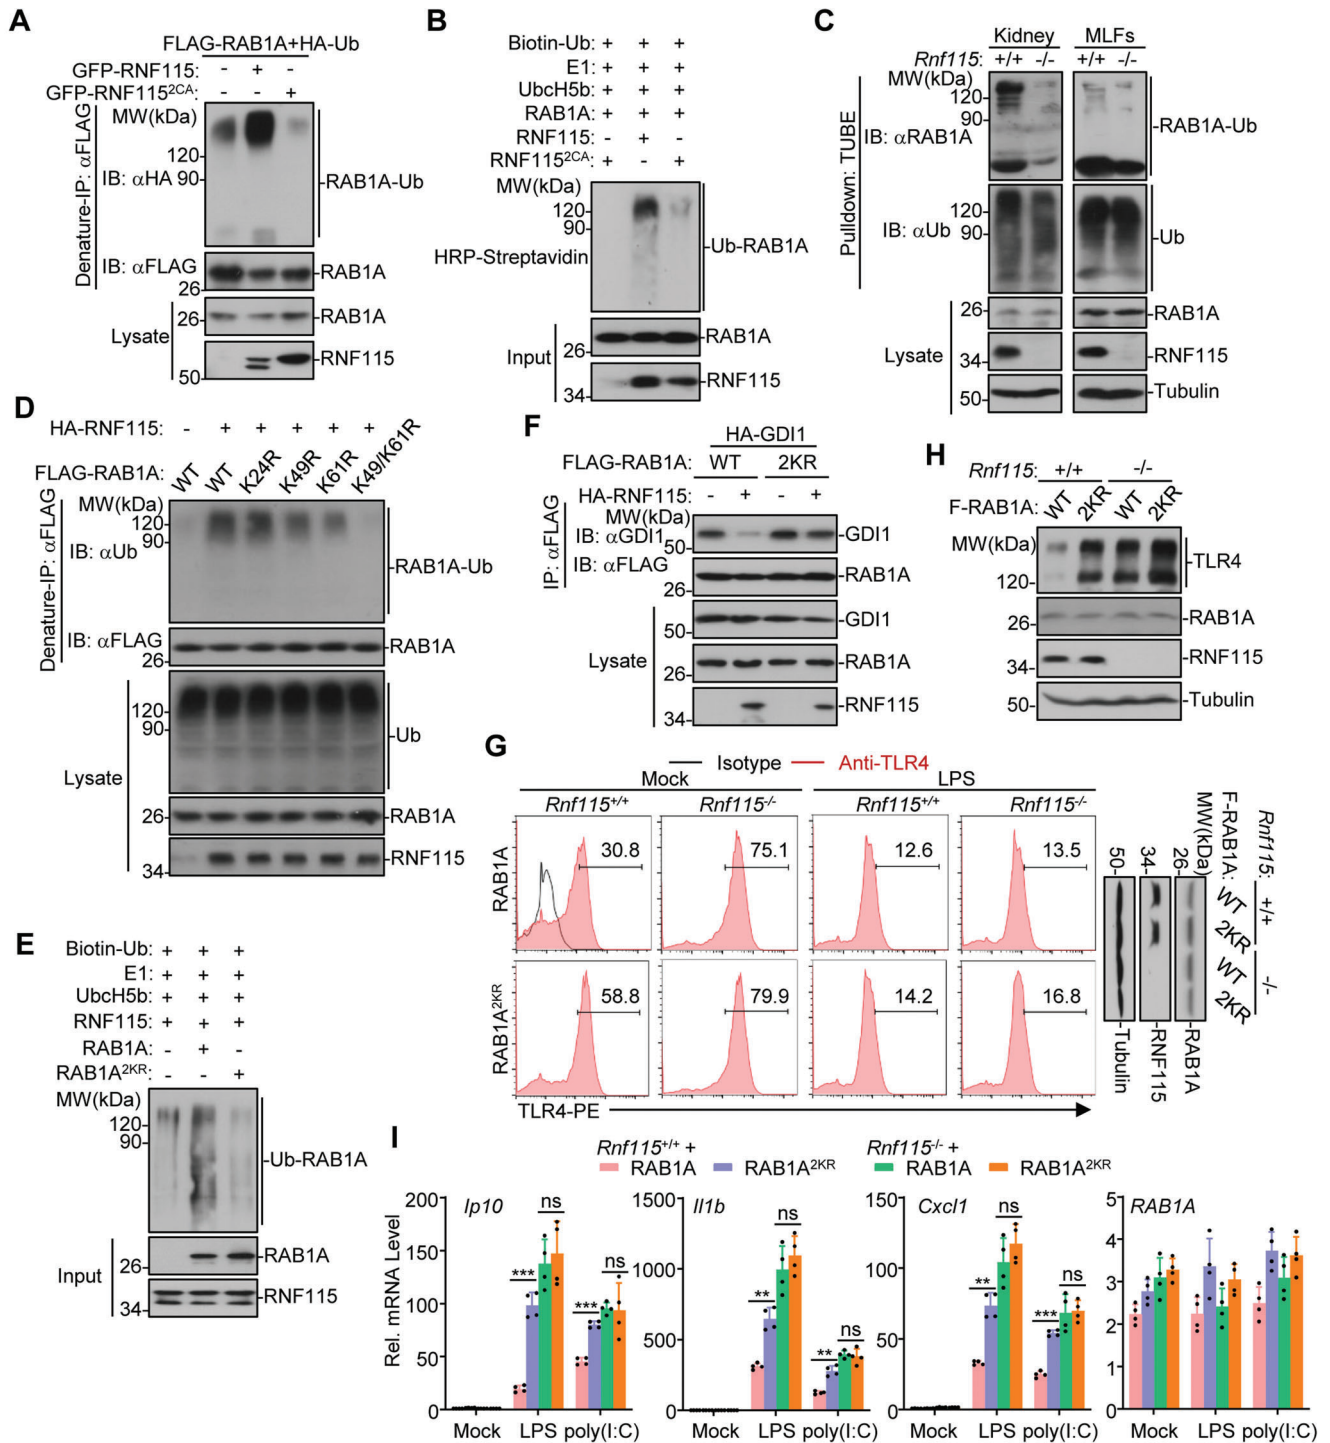 A
FLAG-RAB1A+HA-Ub
GFP-RNF115: - + -
GFP-RNF1152CA: - - +
Denature-IP: αFLAG
MW(kDa)
120
IB: αHA 90
RAB1A-Ub
IB: αFLAG
RAB1A
26
Lysate
26
RAB1A
RNF115
50
B
Biotin-Ub: + + +
E1: + + +
UbcH5b: + + +
RAB1A: + + +
RNF115: - + -
RNF1152CA: + - +
MW(kDa)
120
90
HRP-Streptavidin
Ub-RAB1A
Input
RAB1A
26
RNF115
34
C
Kidney MLFs
Rnf115: +/+ -/- +/+ -/-
Pulldown: TUBE
MW(kDa)
120
90
IB: αRAB1A
RAB1A-Ub
120
IB: αUb 90
Ub
Lysate
26
RAB1A
34
RNF115
50
Tubulin
D
HA-RNF115: - + + + + +
FLAG-RAB1A: WT WT K24R K49R K61R K49/K61R
Denature-IP: αFLAG
MW(kDa)
120
90
IB: αUb
RAB1A-Ub
IB: αFLAG
RAB1A
26
120
90
Ub
Lysate
26
RAB1A
RNF115
34
E
Biotin-Ub: + + +
E1: + + +
UbcH5b: + + +
RNF115: + + +
RAB1A: - + -
RAB1A2KR: - - +
MW(kDa)
120
90
Ub-RAB1A
Input
RAB1A
26
RNF115
34
F
HA-GDI1
FLAG-RAB1A: WT 2KR
HA-RNF115: - + - +
IP: αFLAG
MW(kDa)
IB: αGDI1
50
GDI1
IB: αFLAG
RAB1A
26
Lysate
GDI1
50
RAB1A
26
RNF115
34
G
Isotype Anti-TLR4
Mock LPS
Rnf115+/+ Rnf115-/- Rnf115+/+ Rnf115-/-
RAB1A
30.8 75.1 12.6 13.5
RAB1A2KR
58.8 79.9 14.2 16.8
TLR4-PE
Rnf115: +/+ -/-
F-RAB1A: WT 2KR WT 2KR
MW(kDa)
26
RAB1A
34
RNF115
50
Tubulin
H
Rnf115: +/+ -/-
F-RAB1A: WT 2KR WT 2KR
MW(kDa)
120
TLR4
26
RAB1A
34
RNF115
50
Tubulin
I
Rnf115+/+ + Rnf115-/- +
RAB1A RAB1A2KR RAB1A RAB1A2KR
Rel. mRNA Level
Ip10
200
150
100
50
0
*** ns
*** ns
Mock LPS poly(I:C)
Il1b
1500
1000
500
0
** ns
** ns
Mock LPS poly(I:C)
Cxcl1
150
100
50
0
** ns
*** ns
Mock LPS poly(I:C)
RAB1A
5
4
3
2
1
0
Mock LPS poly(I:C)